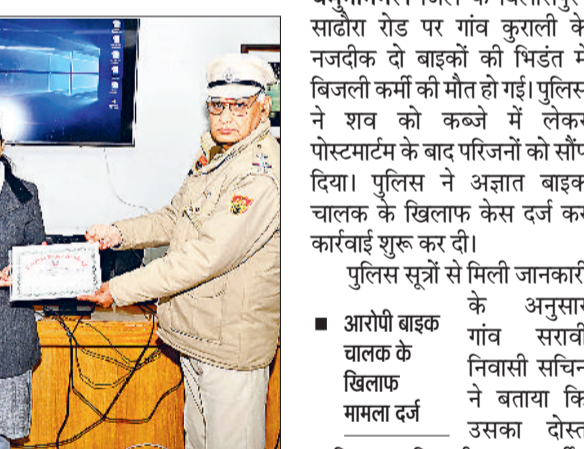 साढौरा रोड पर गांव कुराली के
नजदीक दो बाइकों की भिडंत में
बिजली कर्मी की मौत हो गई। पुलिस
ने शव को कब्जे में लेकर
पोस्टमार्टम के बाद परिजनों को सौंप
दिया। पुलिस ने अज्ञात बाइक
चालक के खिलाफ केस दर्ज कर
कार्रवाई शुरू कर दी।
पुलिस सूत्रों से मिली जानकारी
के अनुसार
गांव सरावी
निवासी सचिन
ने बताया कि
उसका दोस्त
■ आरोपी बाइक
चालक के
खिलाफ
मामला दर्ज